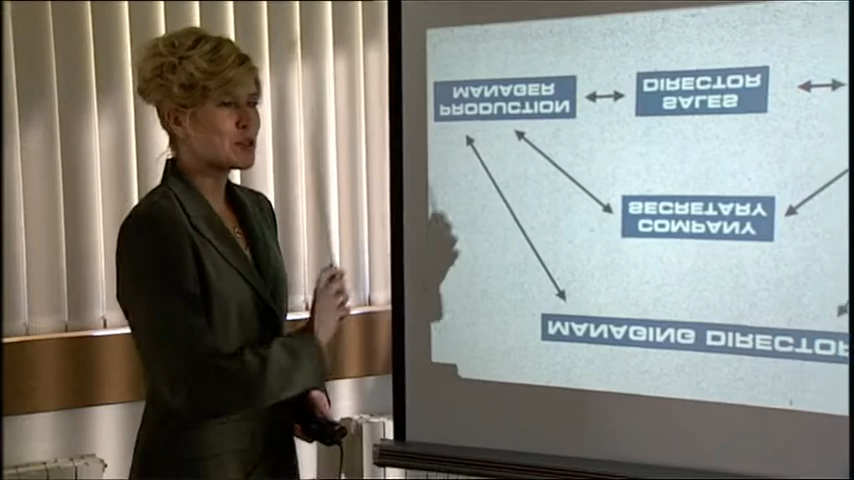 MANAGING DIRECTOR
COMPANY
SECRETARY
PRODUCTION
MANAGER
SALES
DIRECTOR